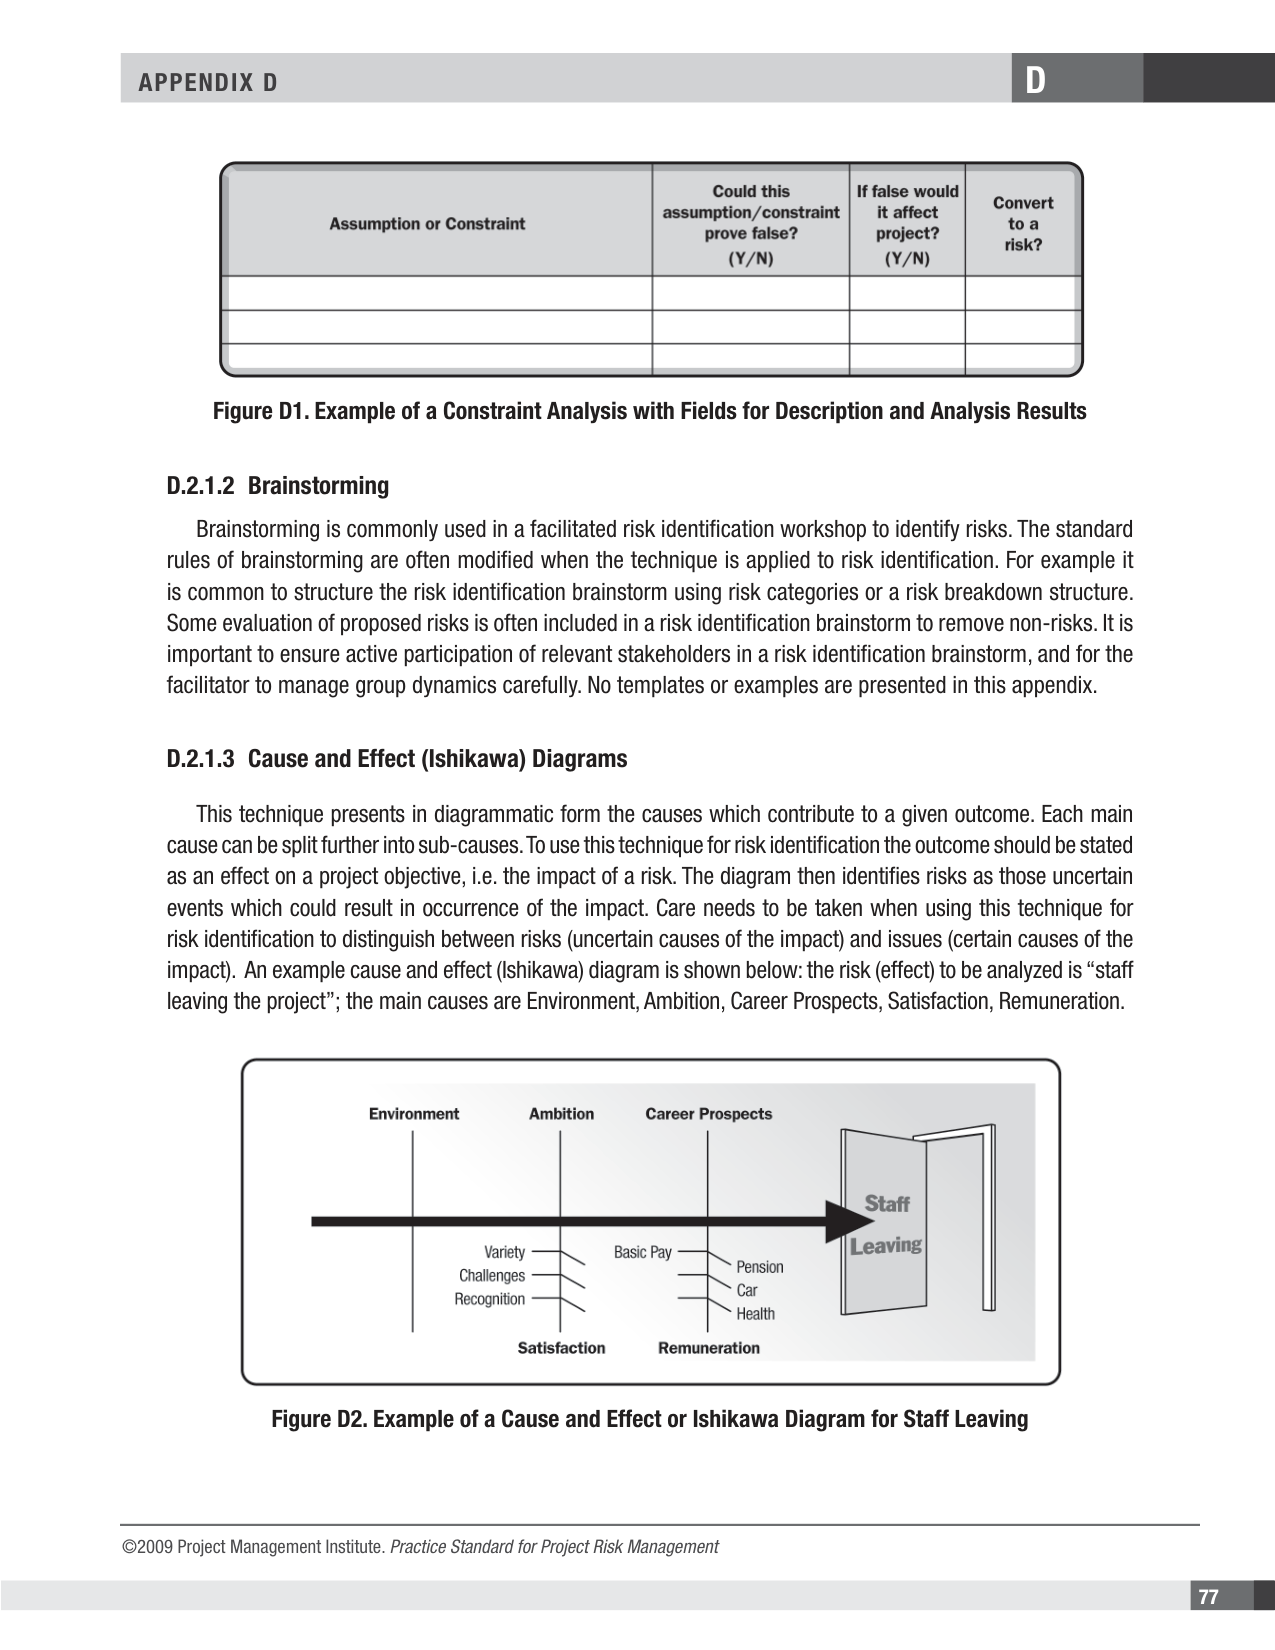 APPENDIX D
D
Assumption or Constraint
Could this
assumption/constraint
prove false?
(Y/N)
If false would
it affect
project?
(Y/N)
Convert
to a
risk?
Figure D1. Example of a Constraint Analysis with Fields for Description and Analysis Results
D.2.1.2 Brainstorming
Brainstorming is commonly used in a facilitated risk identification workshop to identify risks. The standard
rules of brainstorming are often modified when the technique is applied to risk identification. For example it
is common to structure the risk identification brainstorm using risk categories or a risk breakdown structure.
Some evaluation of proposed risks is often included in a risk identification brainstorm to remove non-risks. It is
important to ensure active participation of relevant stakeholders in a risk identification brainstorm, and for the
facilitator to manage group dynamics carefully. No templates or examples are presented in this appendix.
D.2.1.3 Cause and Effect (Ishikawa) Diagrams
This technique presents in diagrammatic form the causes which contribute to a given outcome. Each main
cause can be split further into sub-causes. To use this technique for risk identification the outcome should be stated
as an effect on a project objective, i.e. the impact of a risk. The diagram then identifies risks as those uncertain
events which could result in occurrence of the impact. Care needs to be taken when using this technique for
risk identification to distinguish between risks (uncertain causes of the impact) and issues (certain causes of the
impact). An example cause and effect (Ishikawa) diagram is shown below: the risk (effect) to be analyzed is “staff
leaving the project”; the main causes are Environment, Ambition, Career Prospects, Satisfaction, Remuneration.
Environment
Ambition
Career Prospects
Staff
Leaving
Variety
Challenges
Recognition
Basic Pay
Pension
Car
Health
Satisfaction
Remuneration
Figure D2. Example of a Cause and Effect or Ishikawa Diagram for Staff Leaving
©2009 Project Management Institute. Practice Standard for Project Risk Management
77